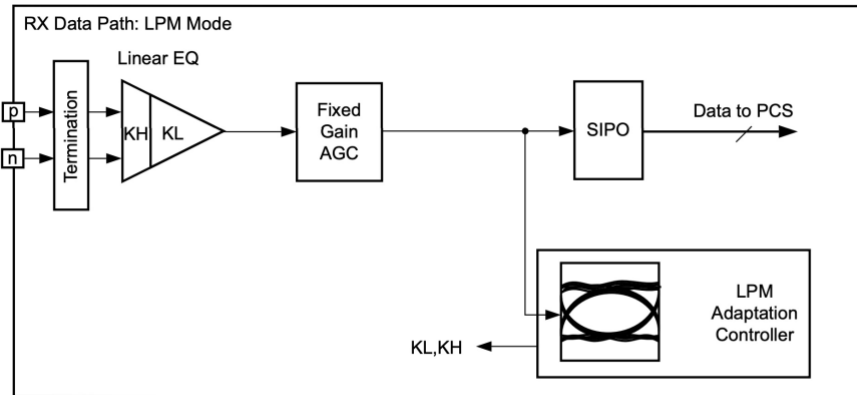 RX Data Path: LPM Mode
Linear EQ
p
n
Termination
KH
KL
Fixed
Gain
AGC
SIPO
Data to PCS
LPM
Adaptation
Controller
KL,KH